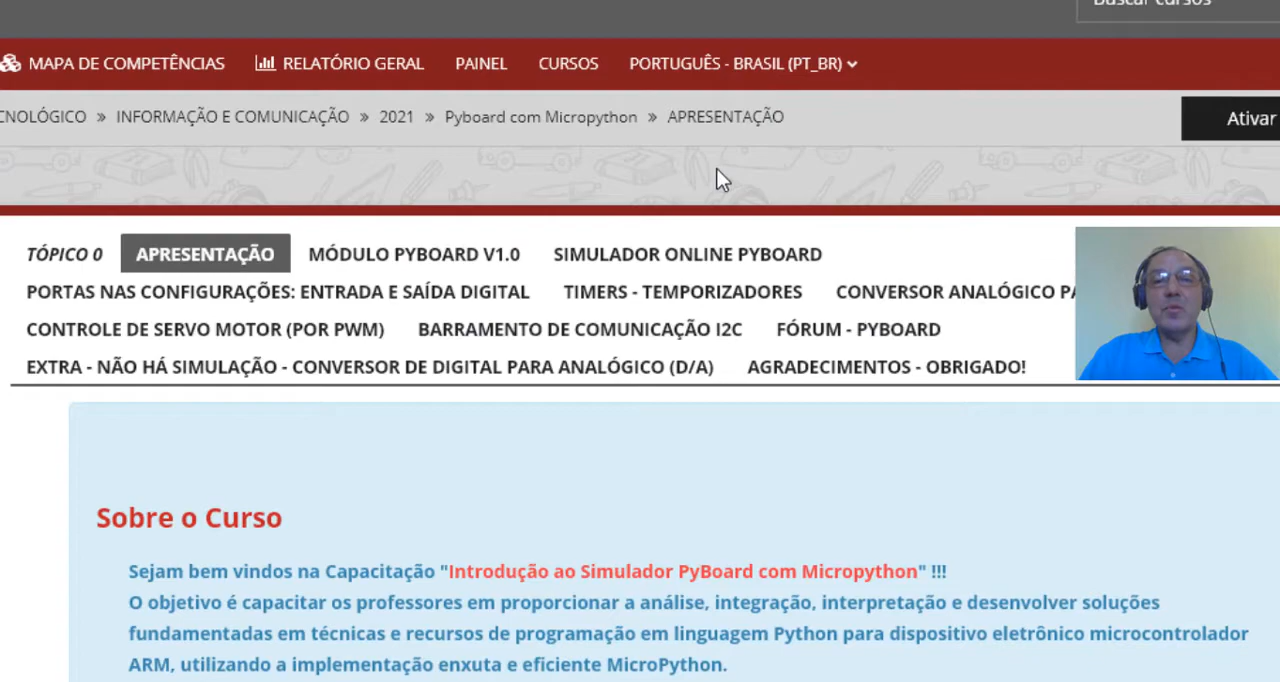 Buscar cursos
MAPA DE COMPETÊNCIAS RELATÓRIO GERAL PAINEL CURSOS PORTUGUÊS - BRASIL (PT_BR)
CNOLÓGICO » INFORMAÇÃO E COMUNICAÇÃO » 2021 » Pyboard com Micropython » APRESENTAÇÃO
Ativar
TÓPICO 0 APRESENTAÇÃO MÓDULO PYBOARD V1.0 SIMULADOR ONLINE PYBOARD
PORTAS NAS CONFIGURAÇÕES: ENTRADA E SAÍDA DIGITAL TIMERS - TEMPORIZADORES CONVERSOR ANALÓGICO PA
CONTROLE DE SERVO MOTOR (POR PWM) BARRAMENTO DE COMUNICAÇÃO I2C FÓRUM - PYBOARD
EXTRA - NÃO HÁ SIMULAÇÃO - CONVERSOR DE DIGITAL PARA ANALÓGICO (D/A) AGRADECIMENTOS - OBRIGADO!
Sobre o Curso
Sejam bem vindos na Capacitação "Introdução ao Simulador PyBoard com Micropython" !!!
O objetivo é capacitar os professores em proporcionar a análise, integração, interpretação e desenvolver soluções
fundamentadas em técnicas e recursos de programação em linguagem Python para dispositivo eletrônico microcontrolador
ARM, utilizando a implementação enxuta e eficiente MicroPython.